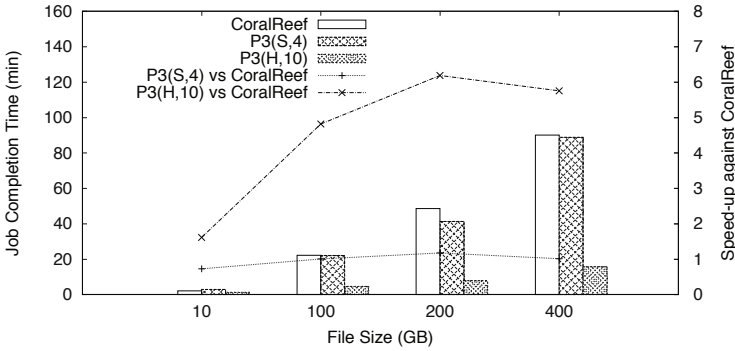 160
140
120
100
80
60
40
20
0
Job Completion Time (min)
CoralReef
P3(S,4)
P3(H,10)
P3(S,4) vs CoralReef
P3(H,10) vs CoralReef
8
7
6
5
4
3
2
1
0
Speed-up against CoralReef
10 100 200 400
File Size (GB)